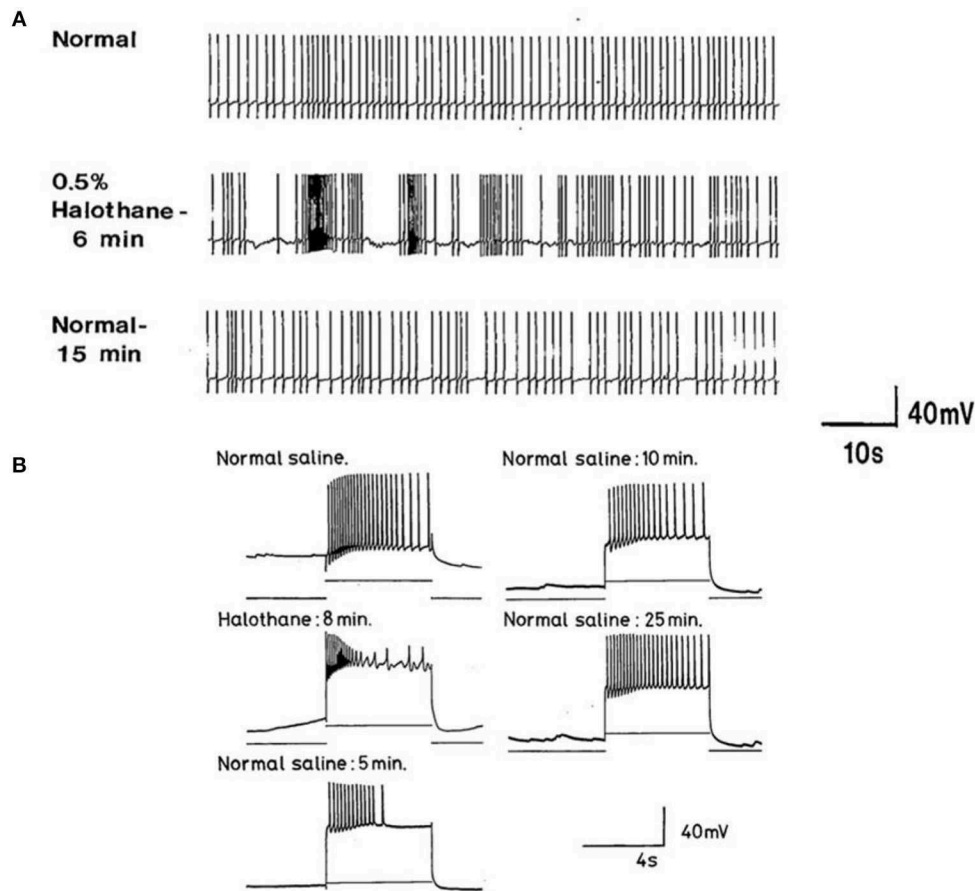 A
Normal
0.5%
Halothane -
6 min
Normal-
15 min
40mV
10s
B
Normal saline.
Normal saline: 10 min.
Halothane: 8 min.
Normal saline: 25 min.
Normal saline: 5 min.
40mV
4s